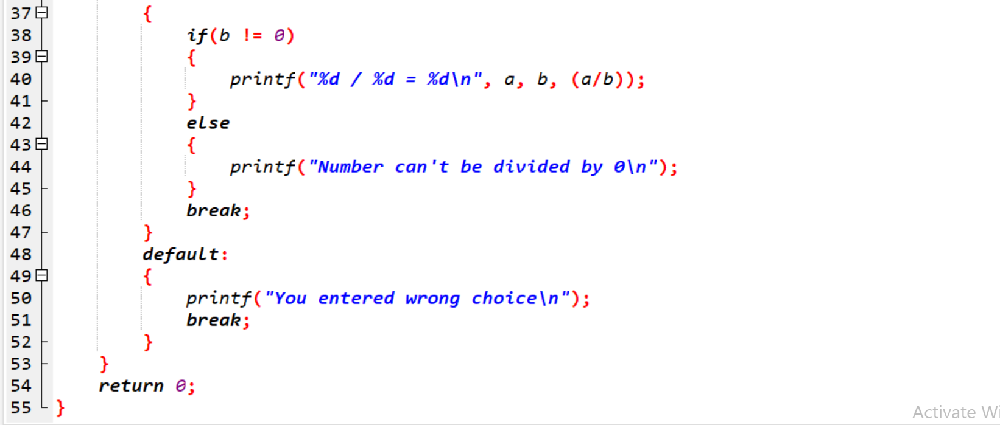 37 {
38 if(b != 0)
39 {
40 printf("%d / %d = %d\n", a, b, (a/b));
41 }
42 else
43 {
44 printf("Number can't be divided by 0\n");
45 }
46 break;
47 }
48 default:
49 {
50 printf("You entered wrong choice\n");
51 break;
52 }
53 }
54 return 0;
55 }
Activate